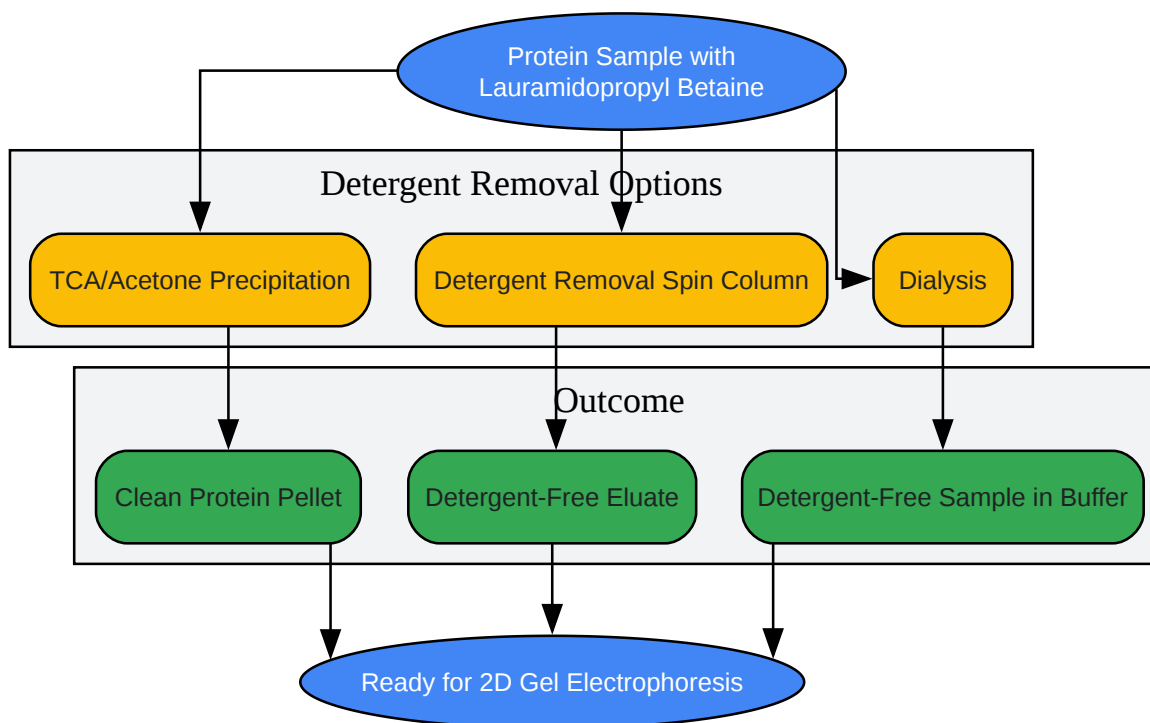 Protein Sample with
Lauramidopropyl Betaine
Detergent Removal Options
TCA/Acetone Precipitation
Detergent Removal Spin Column
Dialysis
Outcome
Clean Protein Pellet
Detergent-Free Eluate
Detergent-Free Sample in Buffer
Ready for 2D Gel Electrophoresis